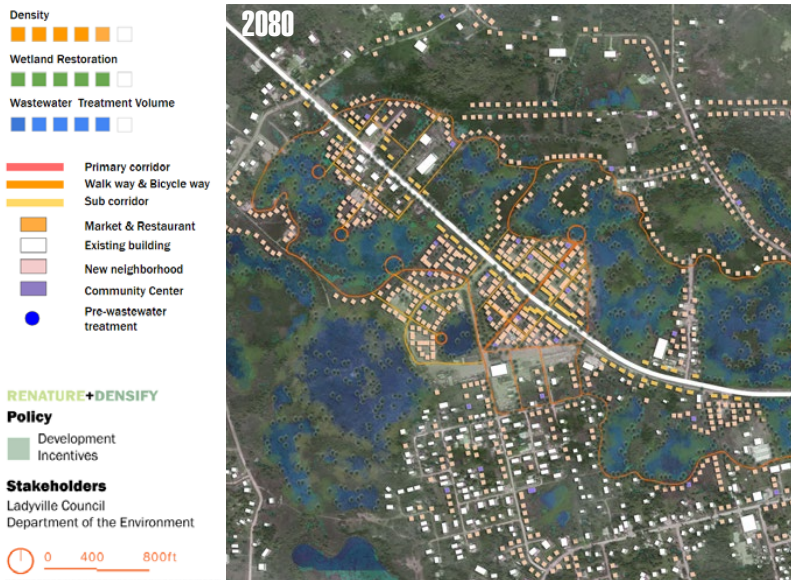 2080
Density
Wetland Restoration
Wastewater Treatment Volume
Primary corridor
Walk way & Bicycle way
Sub corridor
Market & Restaurant
Existing building
New neighborhood
Community Center
Pre-wastewater
treatment
RENATURE+DENSIFY
Policy
Development
Incentives
Stakeholders
Ladyville Council
Department of the Environment
0 400 800ft